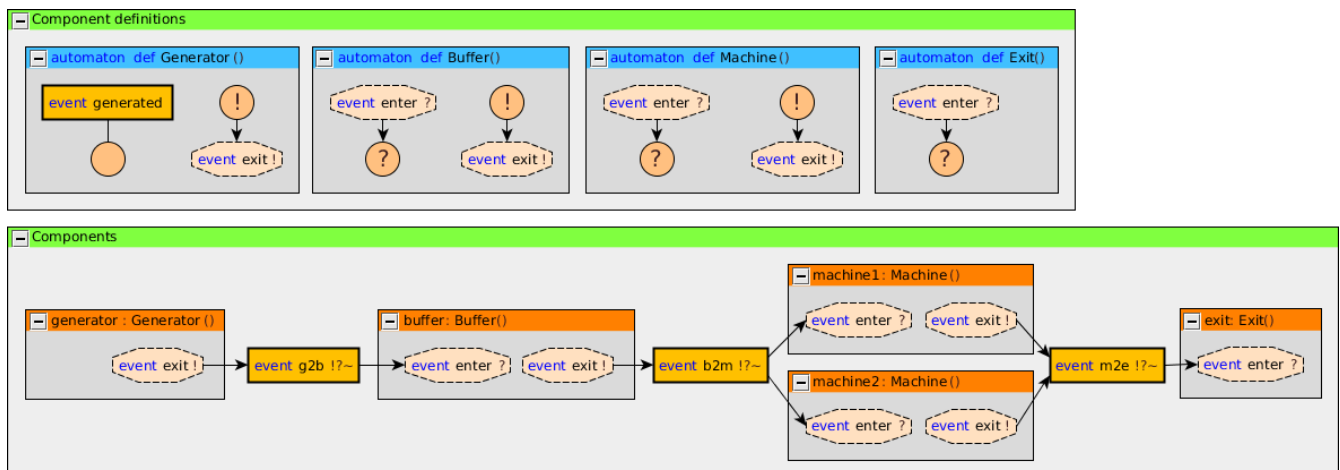 Component definitions
automaton def Generator()
event generated
!
event exit !
automaton def Buffer()
event enter ?
!
?
event exit !
automaton def Machine()
event enter ?
!
?
event exit !
automaton def Exit()
event enter ?
?
Components
generator : Generator()
event exit !
event g2b !?~
buffer: Buffer()
event enter ?
event exit !
event b2m !?~
machine1: Machine()
event enter ?
event exit !
machine2: Machine()
event enter ?
event exit !
event m2e !?~
exit: Exit()
event enter ?